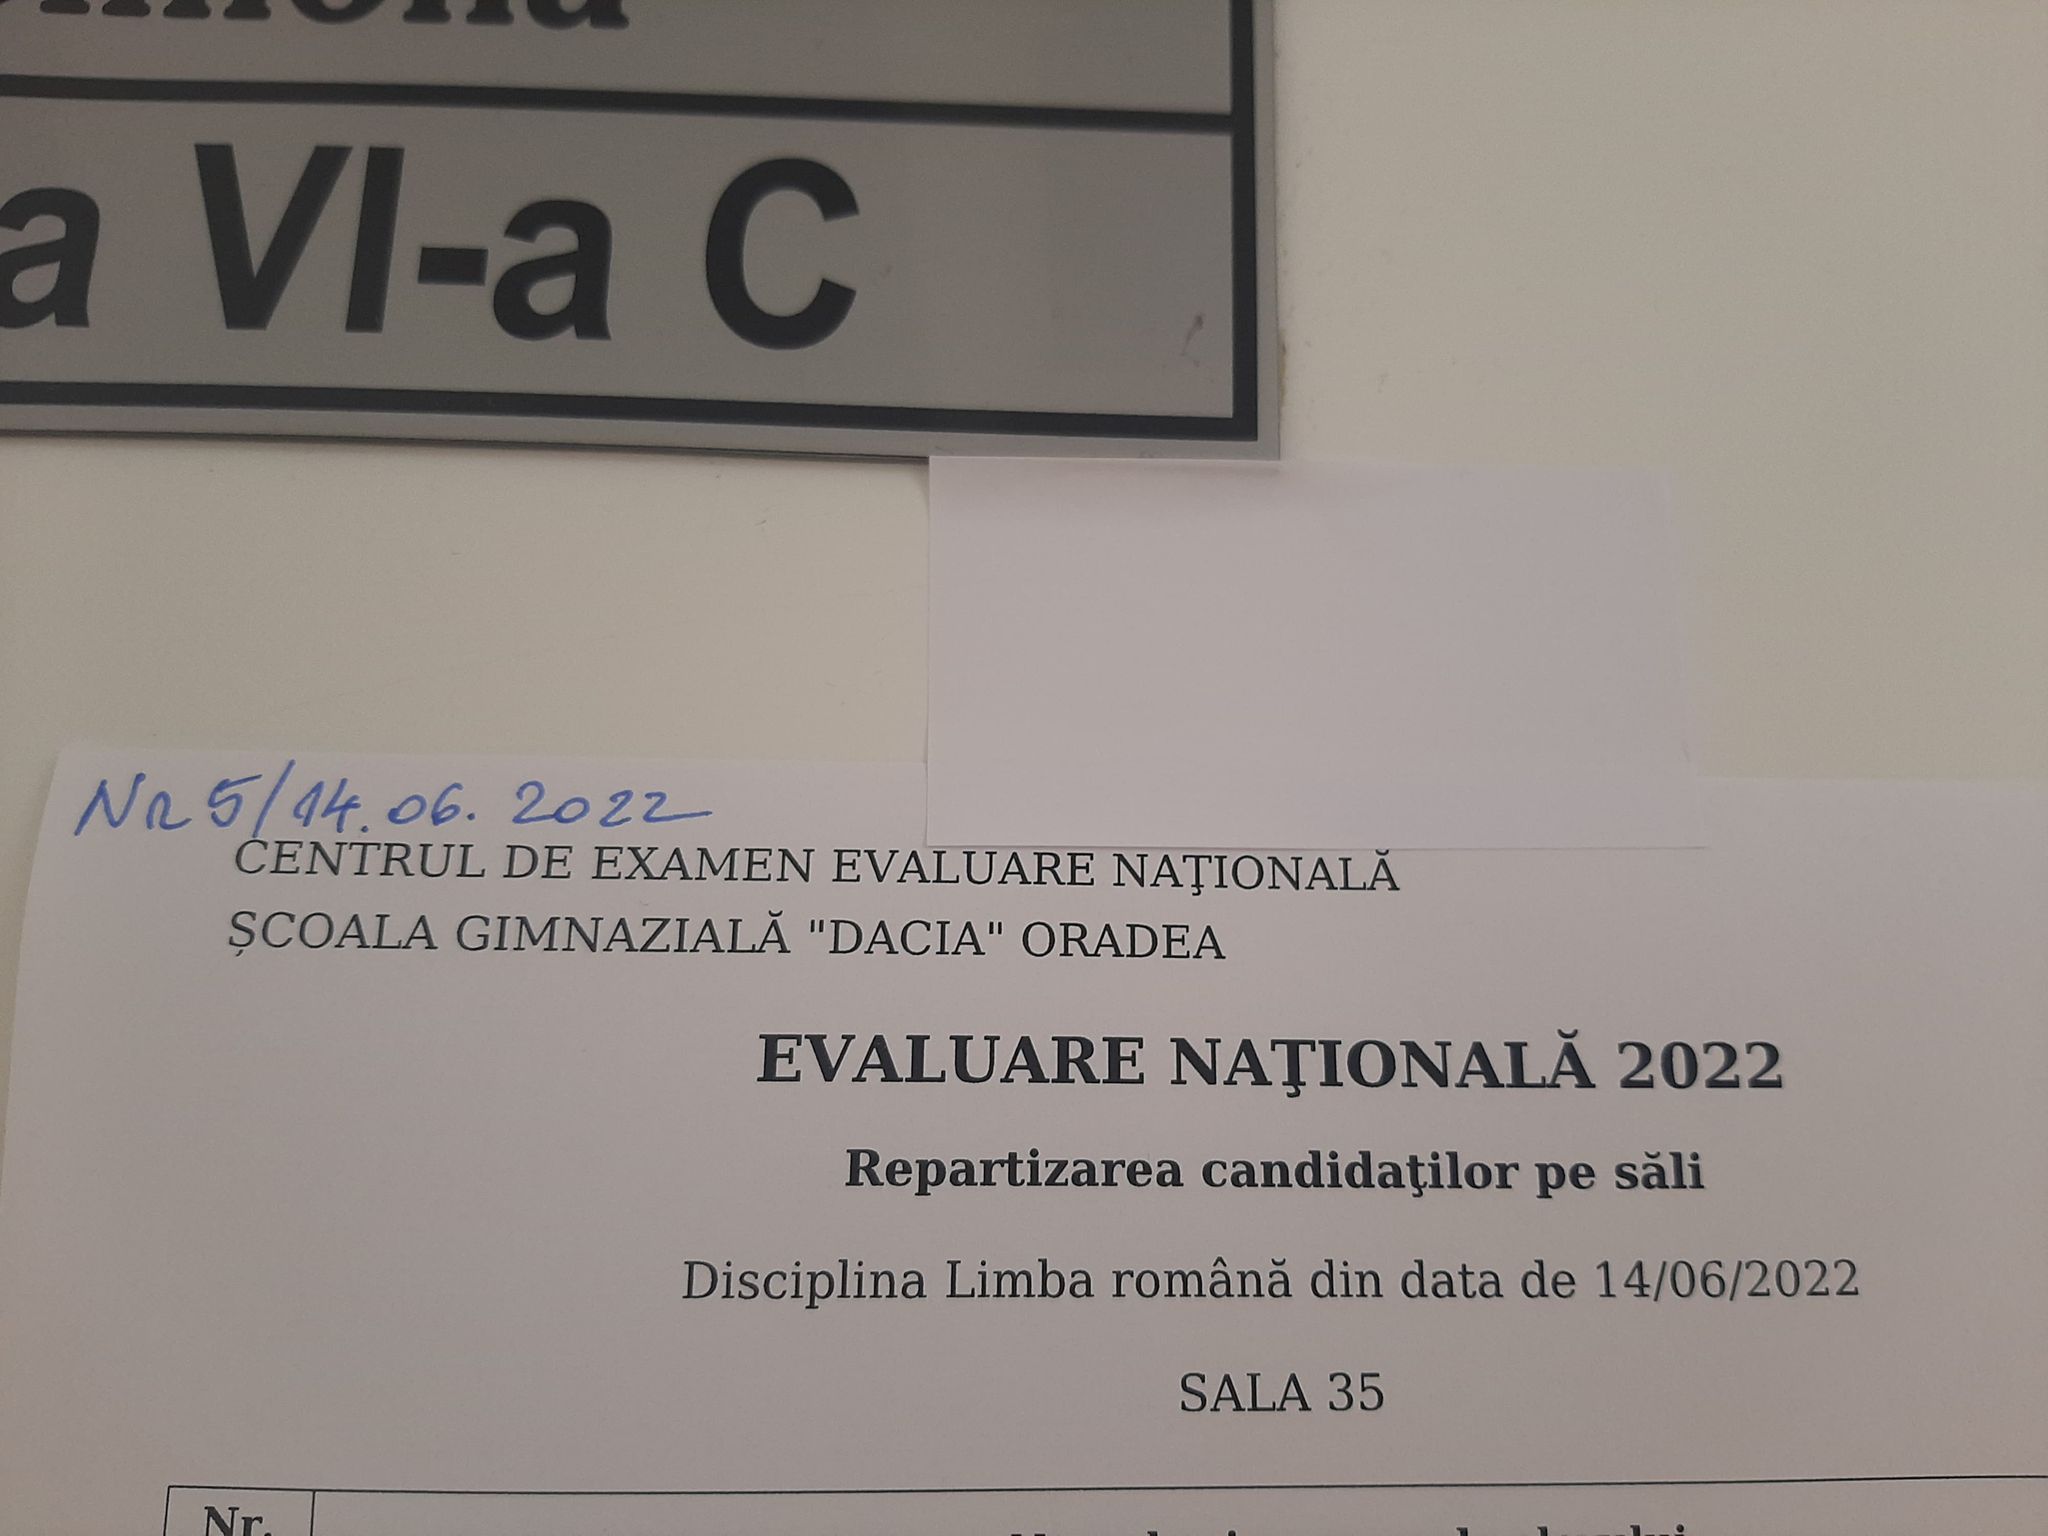 a VI-a C
Nr 5/14.06.2022
CENTRUL DE EXAMEN EVALUARE NAŢIONALĂ
ȘCOALA GIMNAZIALĂ "DACIA" ORADEA
EVALUARE NAŢIONALĂ 2022
Repartizarea candidaţilor pe săli
Disciplina Limba română din data de 14/06/2022
SALA 35
Nr.